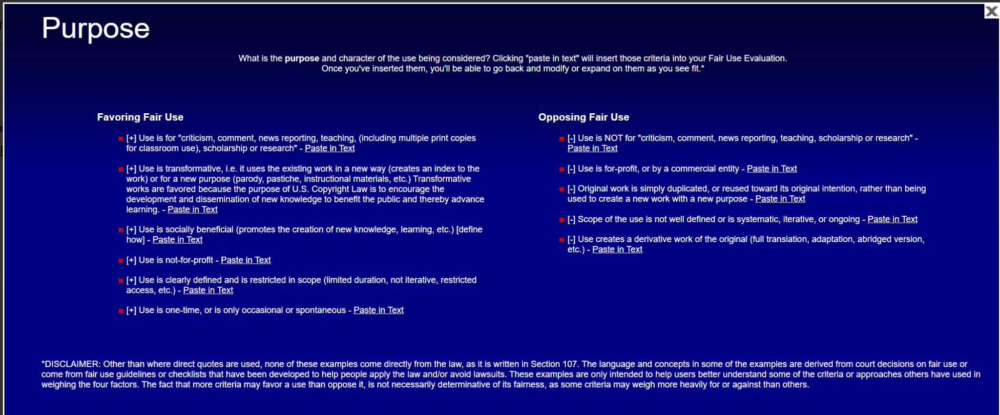 Purpose
What is the purpose and character of the use being considered? Clicking "paste in text" will insert those criteria into your Fair Use Evaluation.
Once you've inserted them, you'll be able to go back and modify or expand on them as you see fit.*
Favoring Fair Use
[+] Use is for "criticism, comment, news reporting, teaching, (including multiple print copies
for classroom use), scholarship or research" - Paste in Text
[+] Use is transformative, i.e. it uses the existing work in a new way (creates an index to the
work) or for a new purpose (parody, pastiche, instructional materials, etc.) Transformative
works are favored because the purpose of U.S. Copyright Law is to encourage the
development and dissemination of new knowledge to benefit the public and thereby advance
learning. - Paste in Text
[+] Use is socially beneficial (promotes the creation of new knowledge, learning, etc.) [define
how] - Paste in Text
[+] Use is not-for-profit - Paste in Text
[+] Use is clearly defined and is restricted in scope (limited duration, not iterative, restricted
access, etc.) - Paste in Text
[+] Use is one-time, or is only occasional or spontaneous - Paste in Text
Opposing Fair Use
[-] Use is NOT for "criticism, comment, news reporting, teaching, scholarship or research" -
Paste in Text
[-] Use is for-profit, or by a commercial entity - Paste in Text
[-] Original work is simply duplicated, or reused toward its original intention, rather than being
used to create a new work with a new purpose - Paste in Text
[-] Scope of the use is not well defined or is systematic, iterative, or ongoing - Paste in Text
[-] Use creates a derivative work of the original (full translation, adaptation, abridged version,
etc.) - Paste in Text
*DISCLAIMER: Other than where direct quotes are used, none of these examples come directly from the law, as it is written in Section 107. The language and concepts in some of the examples are derived from court decisions on fair use or
come from fair use guidelines or checklists that have been developed to help people apply the law and/or avoid lawsuits. These examples are only intended to help users better understand some of the criteria or approaches others have used in
weighing the four factors. The fact that more criteria may favor a use than oppose it, is not necessarily determinative of its fairness, as some criteria may weigh more heavily for or against than others.